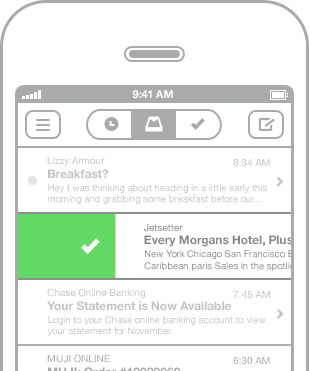 9:41 AM
Lizzy Armour
8:34 AM
Breakfast?
Hey I was thinking about heading in a little early this
morning and grabbing some breakfast before our...
Jetsetter
Every Morgans Hotel, Plus
New York Chicago San Francisco
Caribbean paris Sales in the spotli
Chase Online Banking
7:45 AM
Your Statement is Now Available
Login to your Chase online banking account to view
your statement for November
MUJI ONLINE
6:30 AM